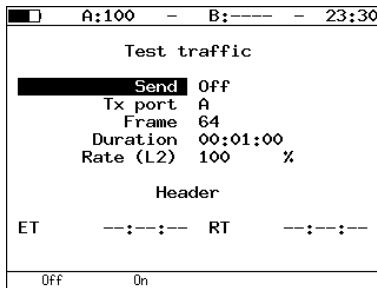 A:100 – B:---- – 23:30
Test traffic
Send Off
Tx port A
Frame 64
Duration 00:01:00
Rate (L2) 100 %
Header
ET --:--:-- RT --:--:--
Off On